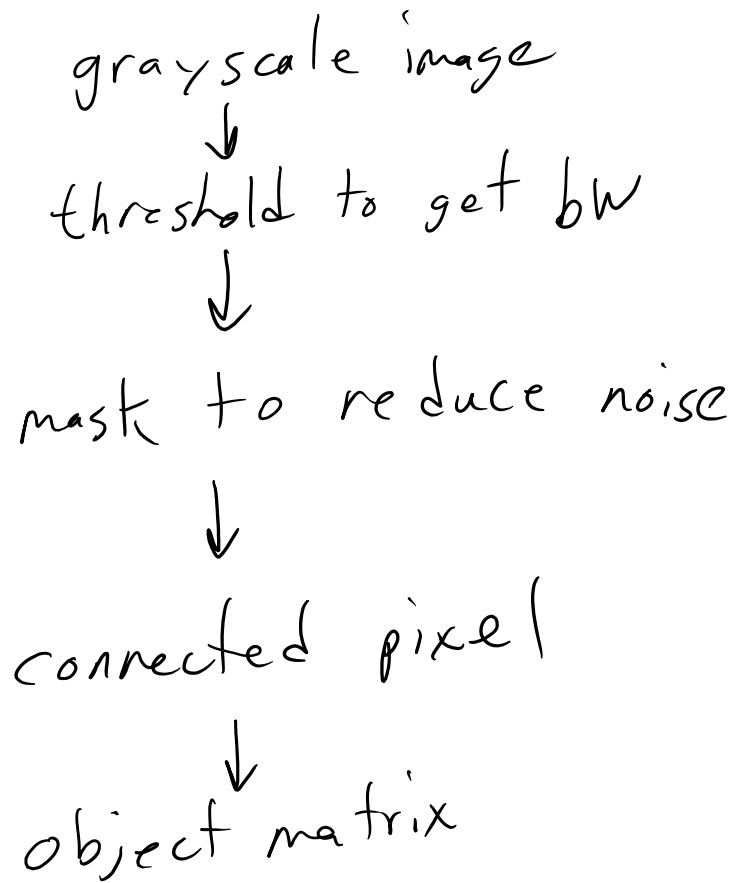 grayscale image
↓
threshold to get bw
↓
mask to reduce noise
↓
connected pixel
↓
object matrix